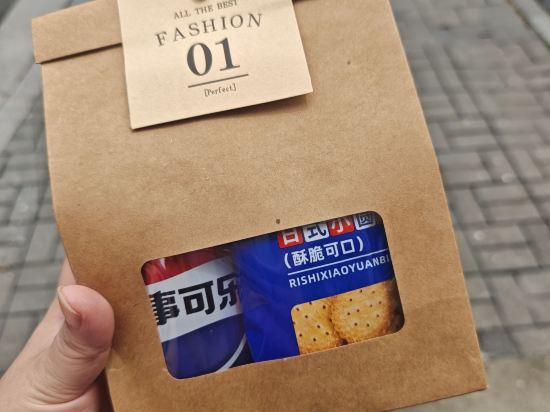 ALL THE BEST
FASHION
01
[Perfect]
日式小圆
(酥脆可口)
RISHIXIAOYUANBI
事可乐